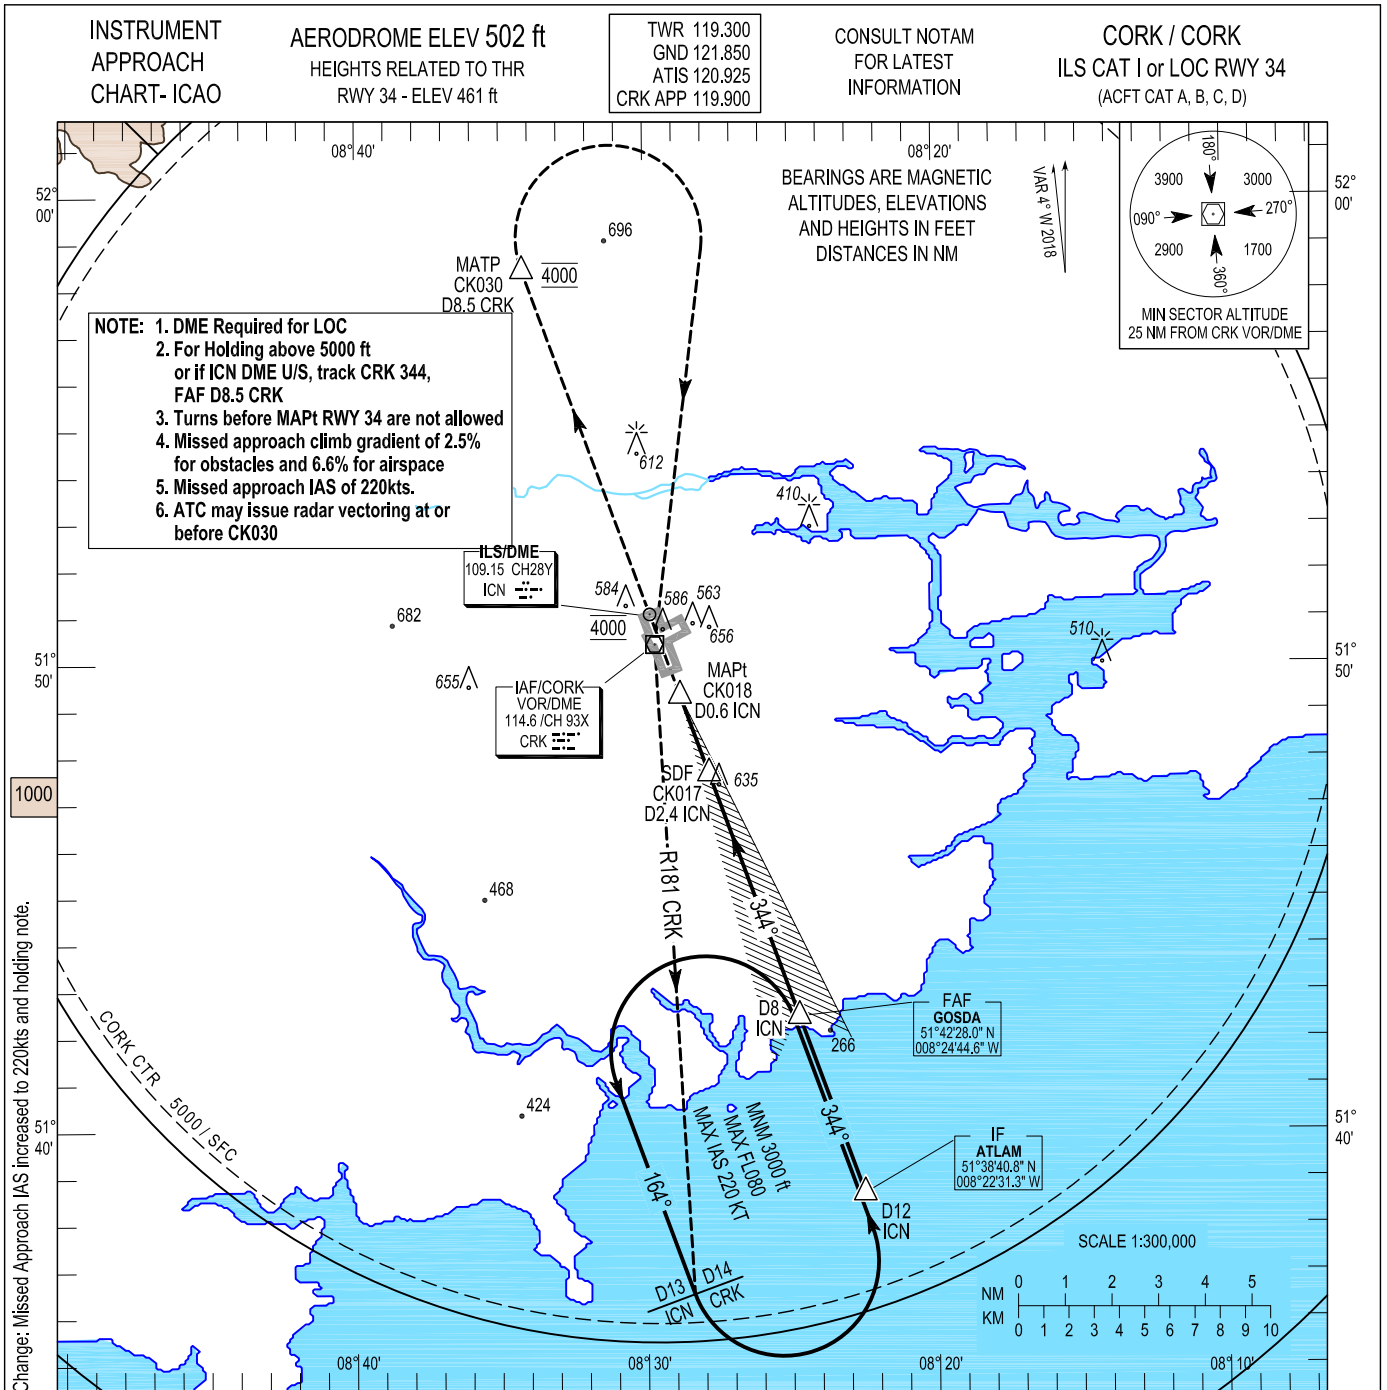 INSTRUMENT
APPROACH
CHART- ICAO
AERODROME ELEV 502 ft
HEIGHTS RELATED TO THR
RWY 34 - ELEV 461 ft
TWR 119.300
GND 121.850
ATIS 120.925
CRK APP 119.900
CONSULT NOTAM
FOR LATEST
INFORMATION
CORK / CORK
ILS CAT I or LOC RWY 34
(ACFT CAT A, B, C, D)
08°40'
08°20'
52°
00'
52°
00'
BEARINGS ARE MAGNETIC
ALTITUDES, ELEVATIONS
AND HEIGHTS IN FEET
DISTANCES IN NM
VAR 4° W 2018
180°
3900
3000
090°
270°
2900
1700
360°
MIN SECTOR ALTITUDE
25 NM FROM CRK VOR/DME
696
MATP
CK030
D8.5 CRK
4000
NOTE: 1. DME Required for LOC
2. For Holding above 5000 ft
or if ICN DME U/S, track CRK 344,
FAF D8.5 CRK
3. Turns before MAPt RWY 34 are not allowed
4. Missed approach climb gradient of 2.5%
for obstacles and 6.6% for airspace
5. Missed approach IAS of 220kts.
6. ATC may issue radar vectoring at or
before CK030
612
410
ILS/DME
109.15 CH28Y
ICN
584
586
563
656
682
4000
510
51°
50'
51°
50'
655
IAF/CORK
VOR/DME
114.6 /CH 93X
CRK
MAPt
CK018
D0.6 ICN
SDF
CK017
D2.4 ICN
635
1000
R181 CRK
468
344°
D8
ICN
FAF
GOSDA
51°42'28.0" N
008°24'44.6" W
266
CORK CTR 5000 / SFC
424
51°
40'
51°
40'
MNM 3000 ft
MAX FL080
MAX IAS 220 KT
344°
164°
IF
ATLAM
51°38'40.8" N
008°22'31.3" W
D12
ICN
D13
ICN
D14
CRK
SCALE 1:300,000
NM 0 1 2 3 4 5
KM 0 1 2 3 4 5 6 7 8 9 10
08°40'
08°30'
08°20'
08°10'
Change: Missed Approach IAS increased to 220kts and holding note.